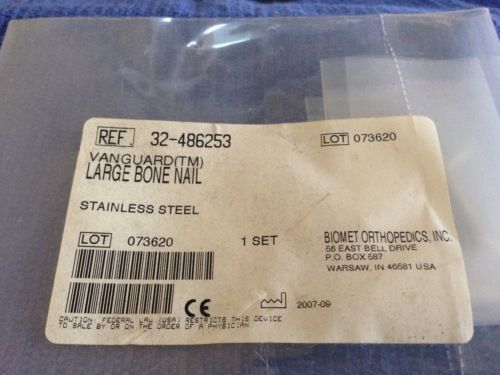 REF. 32-486253
LOT 073620
VANGUARD(TM)
LARGE BONE NAIL
STAINLESS STEEL
LOT 073620
1 SET
BIOMET ORTHOPEDICS, INC.
56 EAST BELL DRIVE
P.O. BOX 587
WARSAW, IN 46581 USA
CE
2007-09
CAUTION: FEDERAL LAW (USA) RESTRICTS THIS DEVICE
TO SALE BY OR ON THE ORDER OF A PHYSICIAN